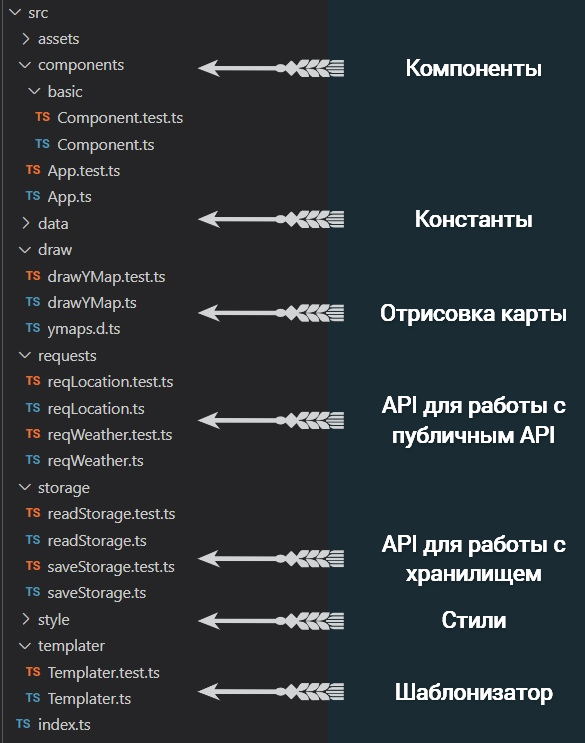 src
assets
components
Компоненты
basic
TS Component.test.ts
TS Component.ts
TS App.test.ts
TS App.ts
data
Константы
draw
TS drawYMap.test.ts
TS drawYMap.ts
Отрисовка карты
TS ymaps.d.ts
requests
TS reqLocation.test.ts
TS reqLocation.ts
API для работы с
публичным API
TS reqWeather.test.ts
TS reqWeather.ts
storage
TS readStorage.test.ts
TS readStorage.ts
API для работы с
хранилищем
TS saveStorage.test.ts
TS saveStorage.ts
style
Стили
templater
TS Templater.test.ts
TS Templater.ts
Шаблонизатор
TS index.ts